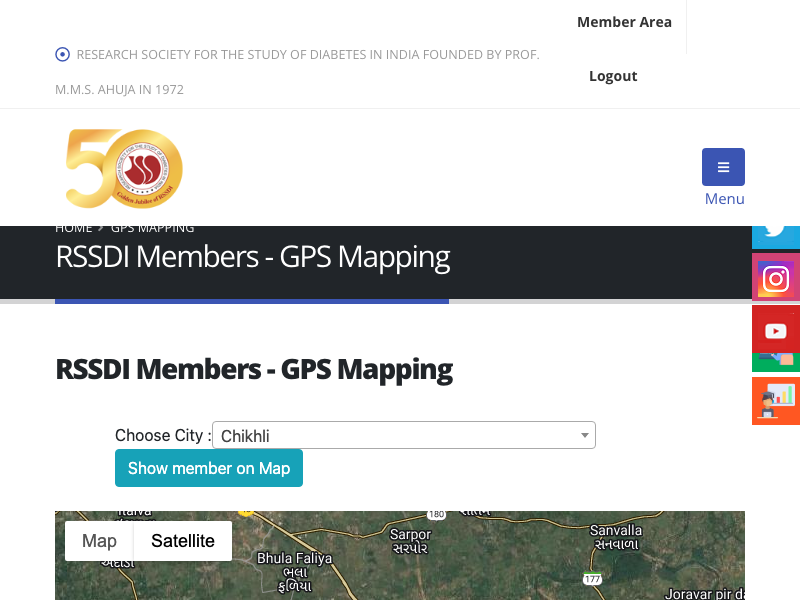 Member Area
RESEARCH SOCIETY FOR THE STUDY OF DIABETES IN INDIA FOUNDED BY PROF.
M.M.S. AHUJA IN 1972
Logout
50
Golden Jubilee of RSSDI
Menu
HOME > GPS MAPPING
RSSDI Members - GPS Mapping
RSSDI Members - GPS Mapping
Choose City : Chikhli
Show member on Map
180
Map
Satellite
Sarpor
સરપોર
Sanvalla
સનવાળા
Bhula Faliya
ભુલા
ફળિયા
177
Joravar pir da